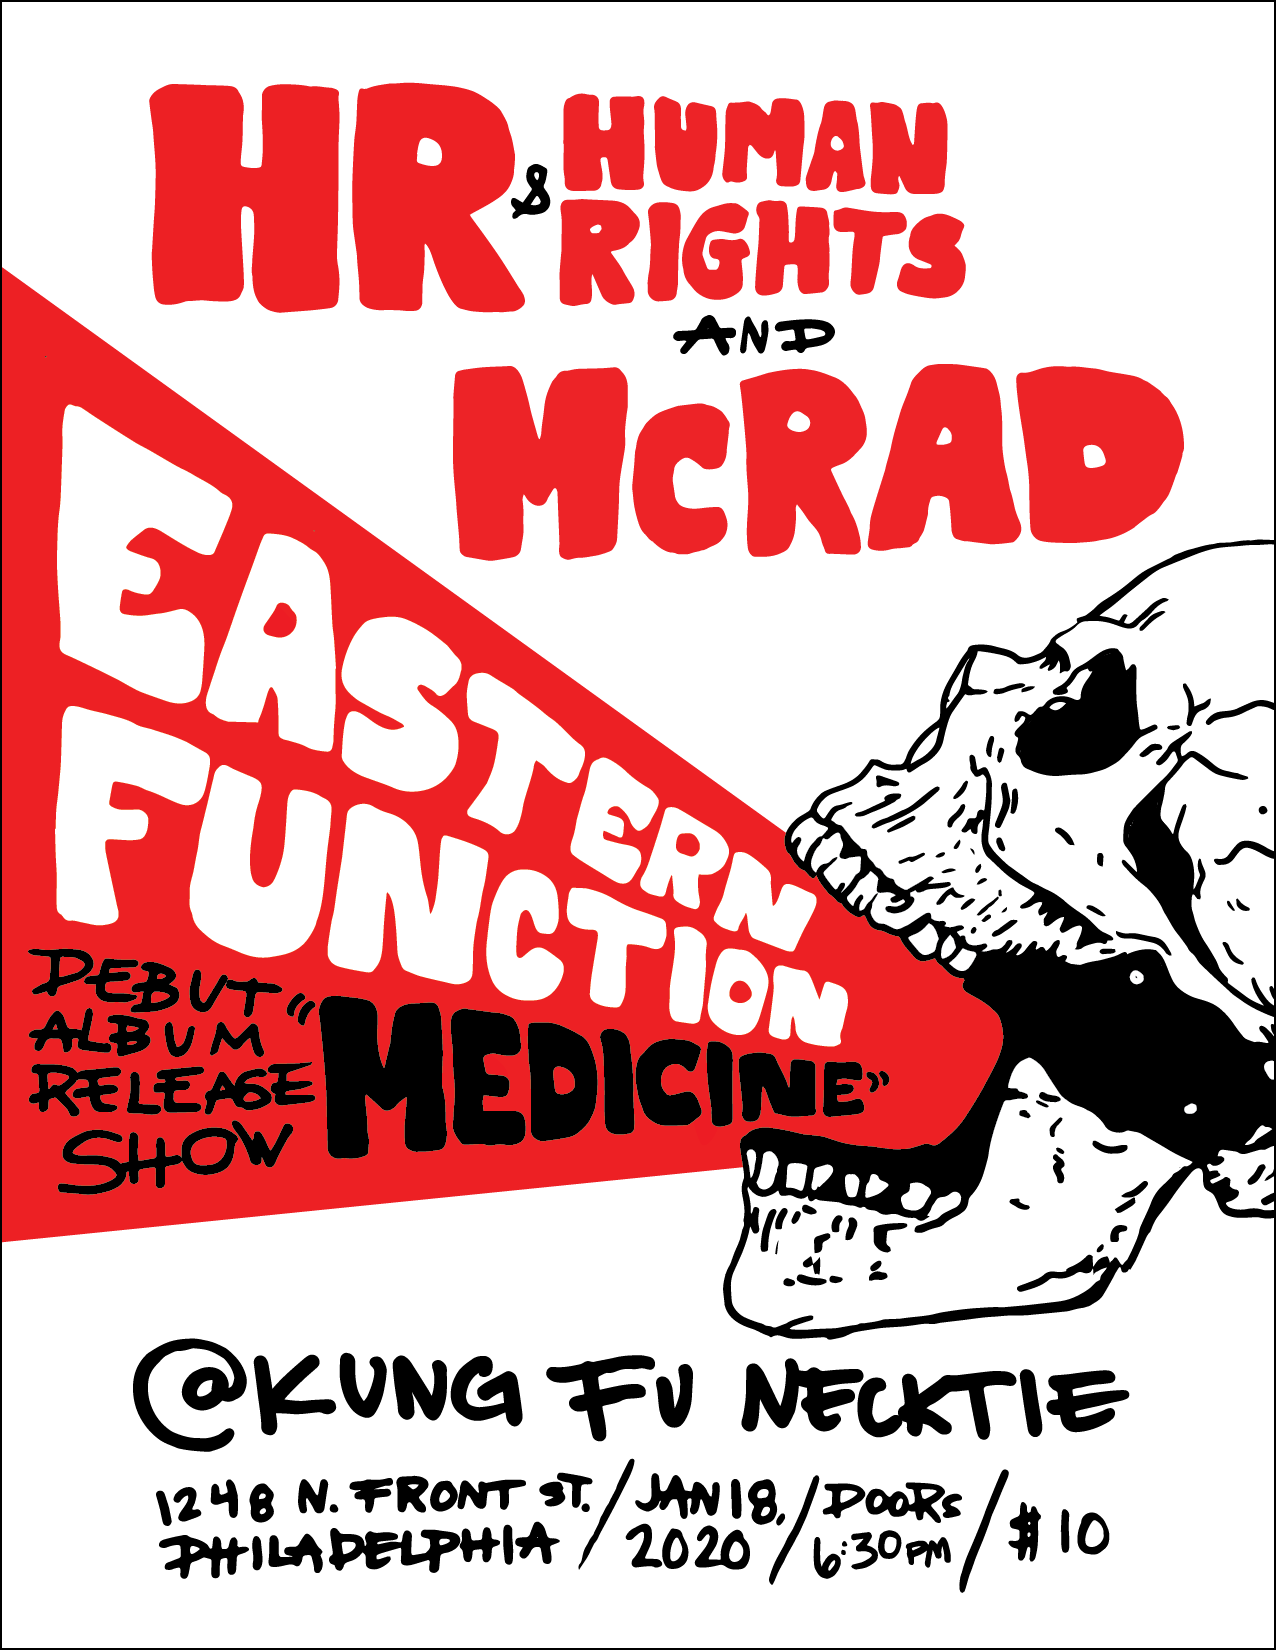 HR & HUMAN
RIGHTS
AND
McRAD
EASTERN
FUNCTION
DEBUT
ALBUM
RELEASE
SHOW
"MEDICINE"
@KUNG FU NECKTIE
1248 N. FRONT ST. / JAN 18, / DOORS / $10
PHILADELPHIA 2020 6:30PM